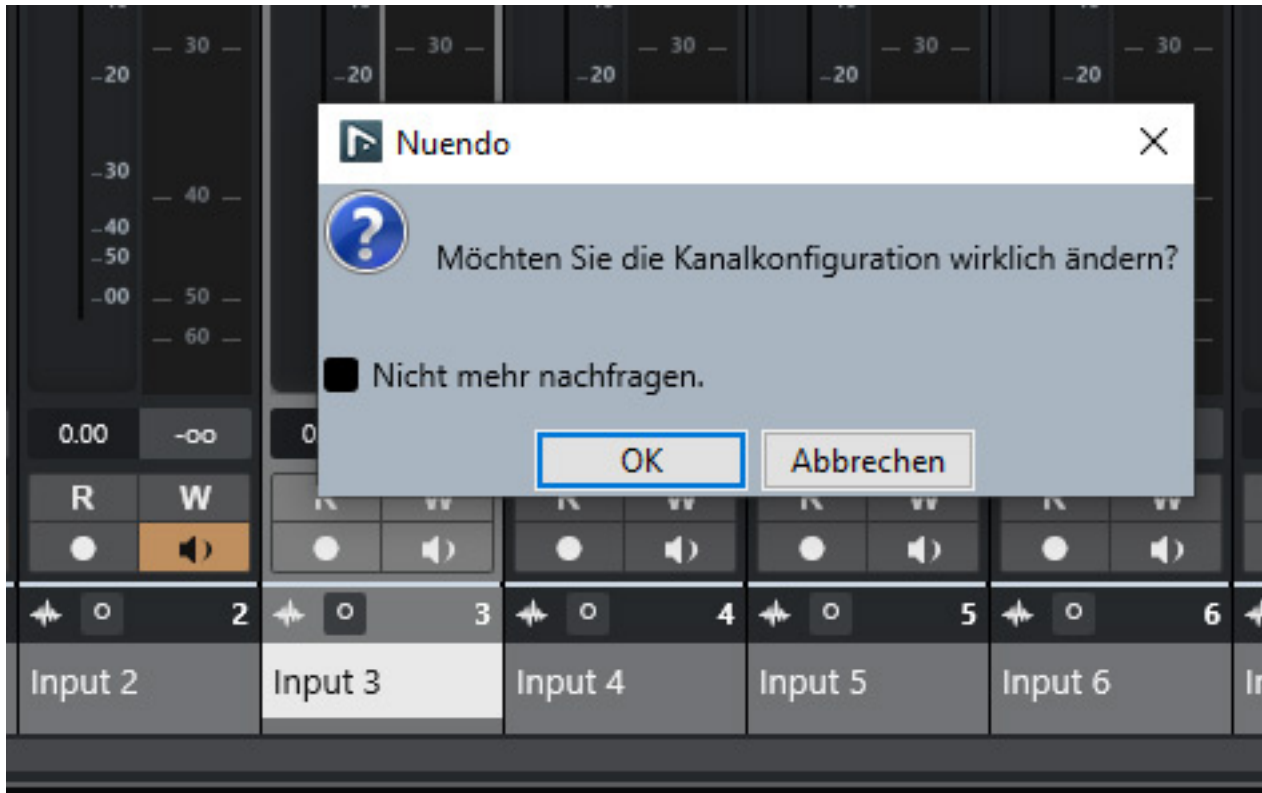 30 30 30 30 30
-20 -20 -20 -20 -20
Nuendo
-30
40
-40
Möchten Sie die Kanalkonfiguration wirklich ändern?
-50
-00 50
60
Nicht mehr nachfragen.
0.00 -oo 0
OK Abbrechen
R W R W R W R W R W
2 3 4 5 6
Input 2 Input 3 Input 4 Input 5 Input 6